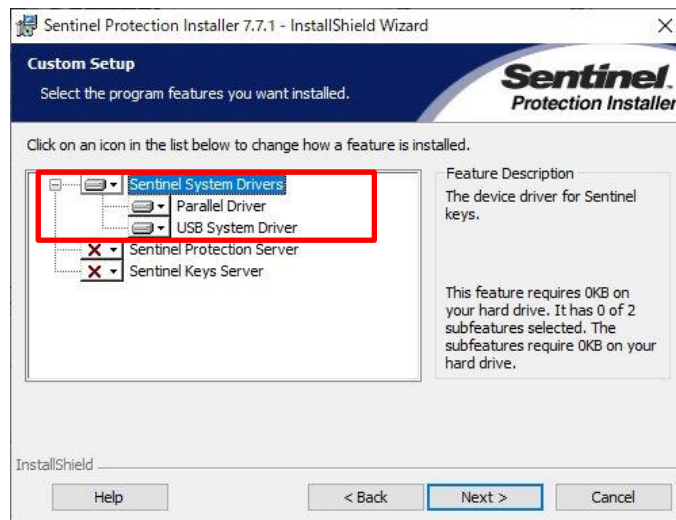 Sentinel Protection Installer 7.7.1 - InstallShield Wizard
Custom Setup
Select the program features you want installed.
Sentinel.
Protection Installer
Click on an icon in the list below to change how a feature is installed.
Sentinel System Drivers
Parallel Driver
USB System Driver
Sentinel Protection Server
Sentinel Keys Server
Feature Description
The device driver for Sentinel
keys.
This feature requires 0KB on
your hard drive. It has 0 of 2
subfeatures selected. The
subfeatures require 0KB on your
hard drive.
InstallShield
Help
< Back
Next >
Cancel